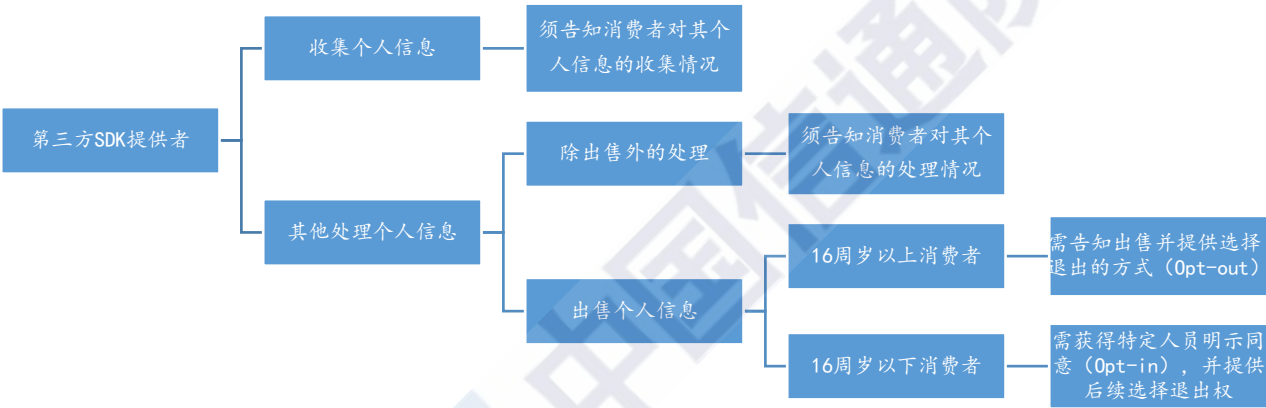 收集个人信息
须告知消费者对其个
人信息的收集情况
第三方SDK提供者
除出售外的处理
须告知消费者对其个
人信息的处理情况
其他处理个人信息
16周岁以上消费者
需告知出售并提供选择
退出的方式（Opt-out）
出售个人信息
16周岁以下消费者
需获得特定人员明示同
意（Opt-in），并提供
后续选择退出权
中国信通院